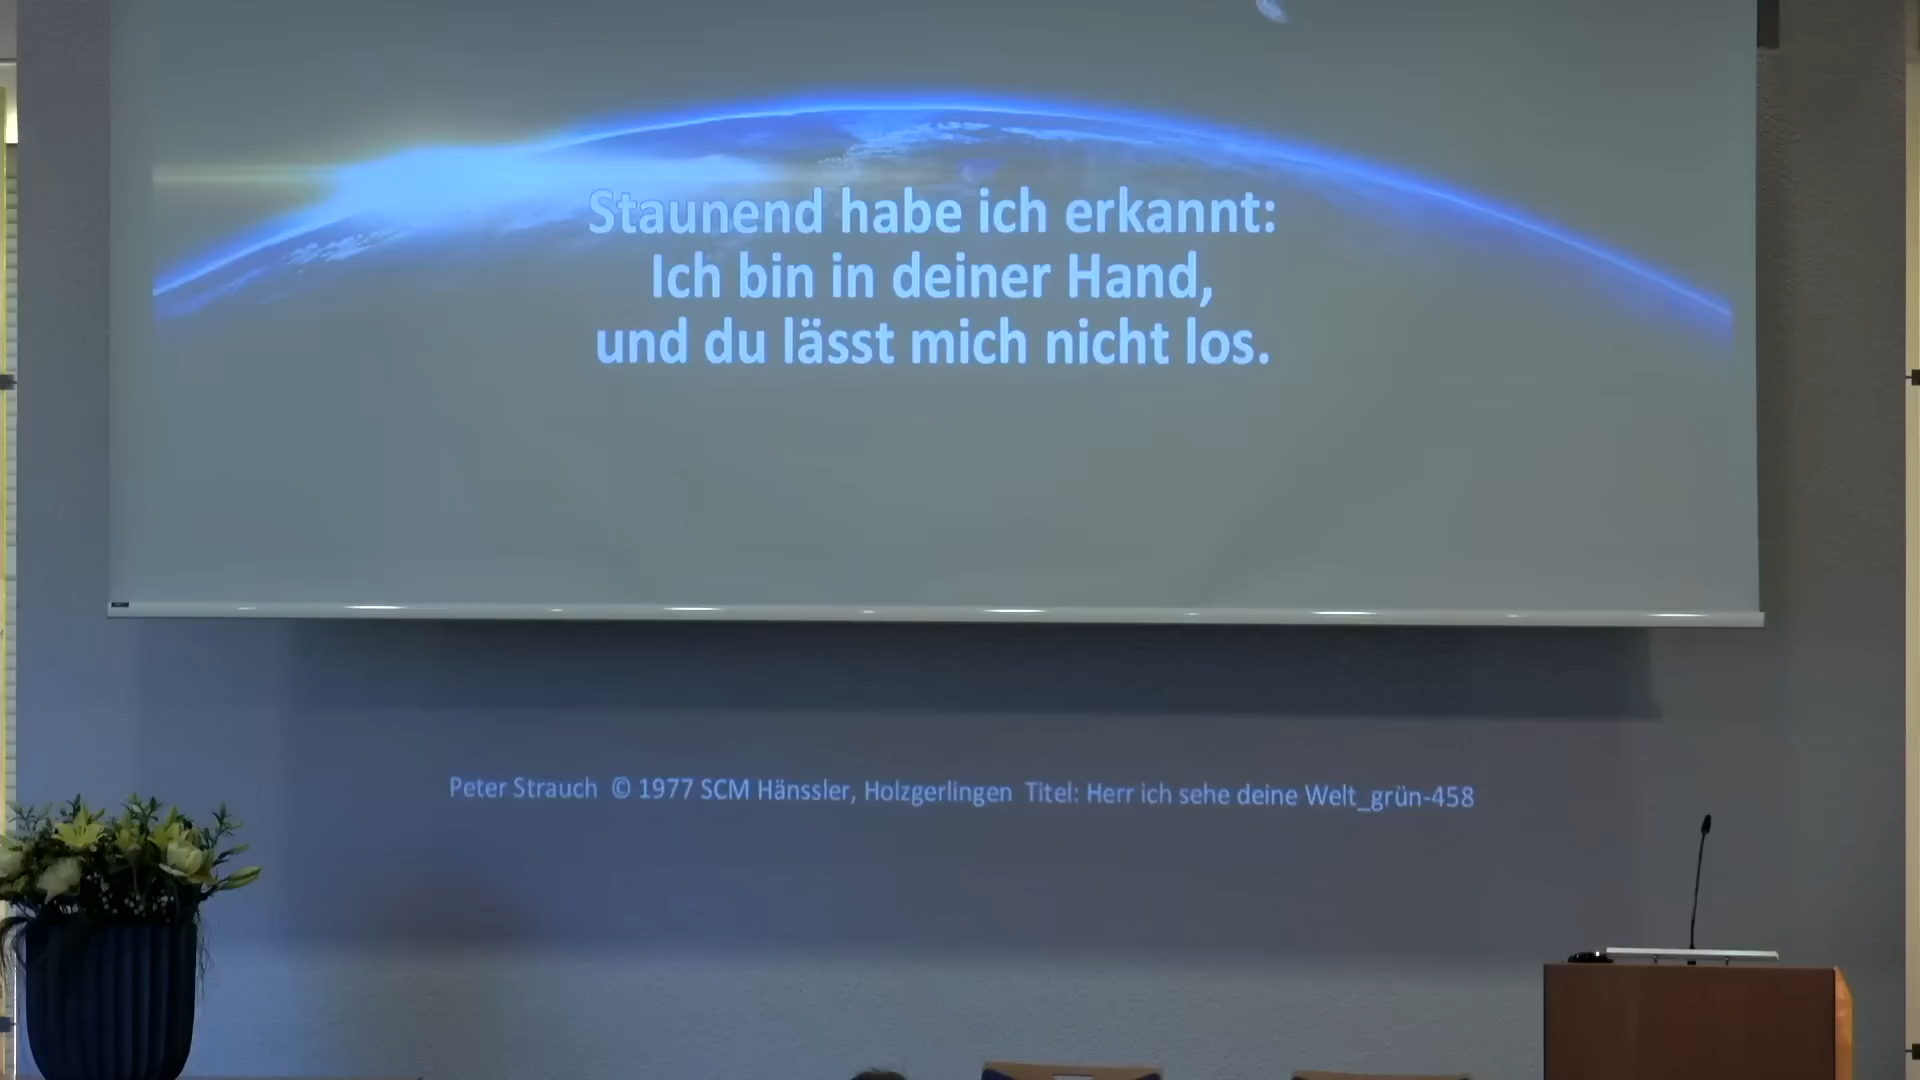 Staunend habe ich erkannt:
Ich bin in deiner Hand,
und du lässt mich nicht los.
Peter Strauch © 1977 SCM Hänssler, Holzgerlingen Titel: Herr ich sehe deine Welt_grün-458